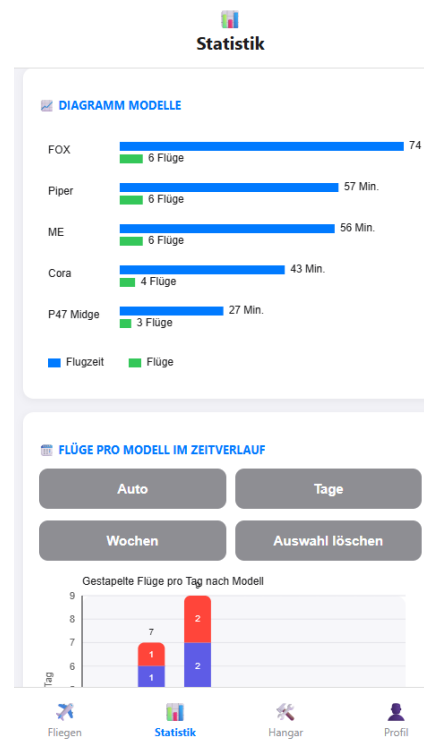 Statistik
DIAGRAMM MODELLE
FOX
74
6 Flüge
Piper
57 Min.
6 Flüge
ME
56 Min.
6 Flüge
Cora
43 Min.
4 Flüge
P47 Midge
27 Min.
3 Flüge
Flugzeit Flüge
FLÜGE PRO MODELL IM ZEITVERLAUF
Auto Tage
Wochen Auswahl löschen
Gestapelte Flüge pro Tag nach Modell
9
8
2
7
7
1
6
2
1
Tag
Fliegen Statistik Hangar Profil